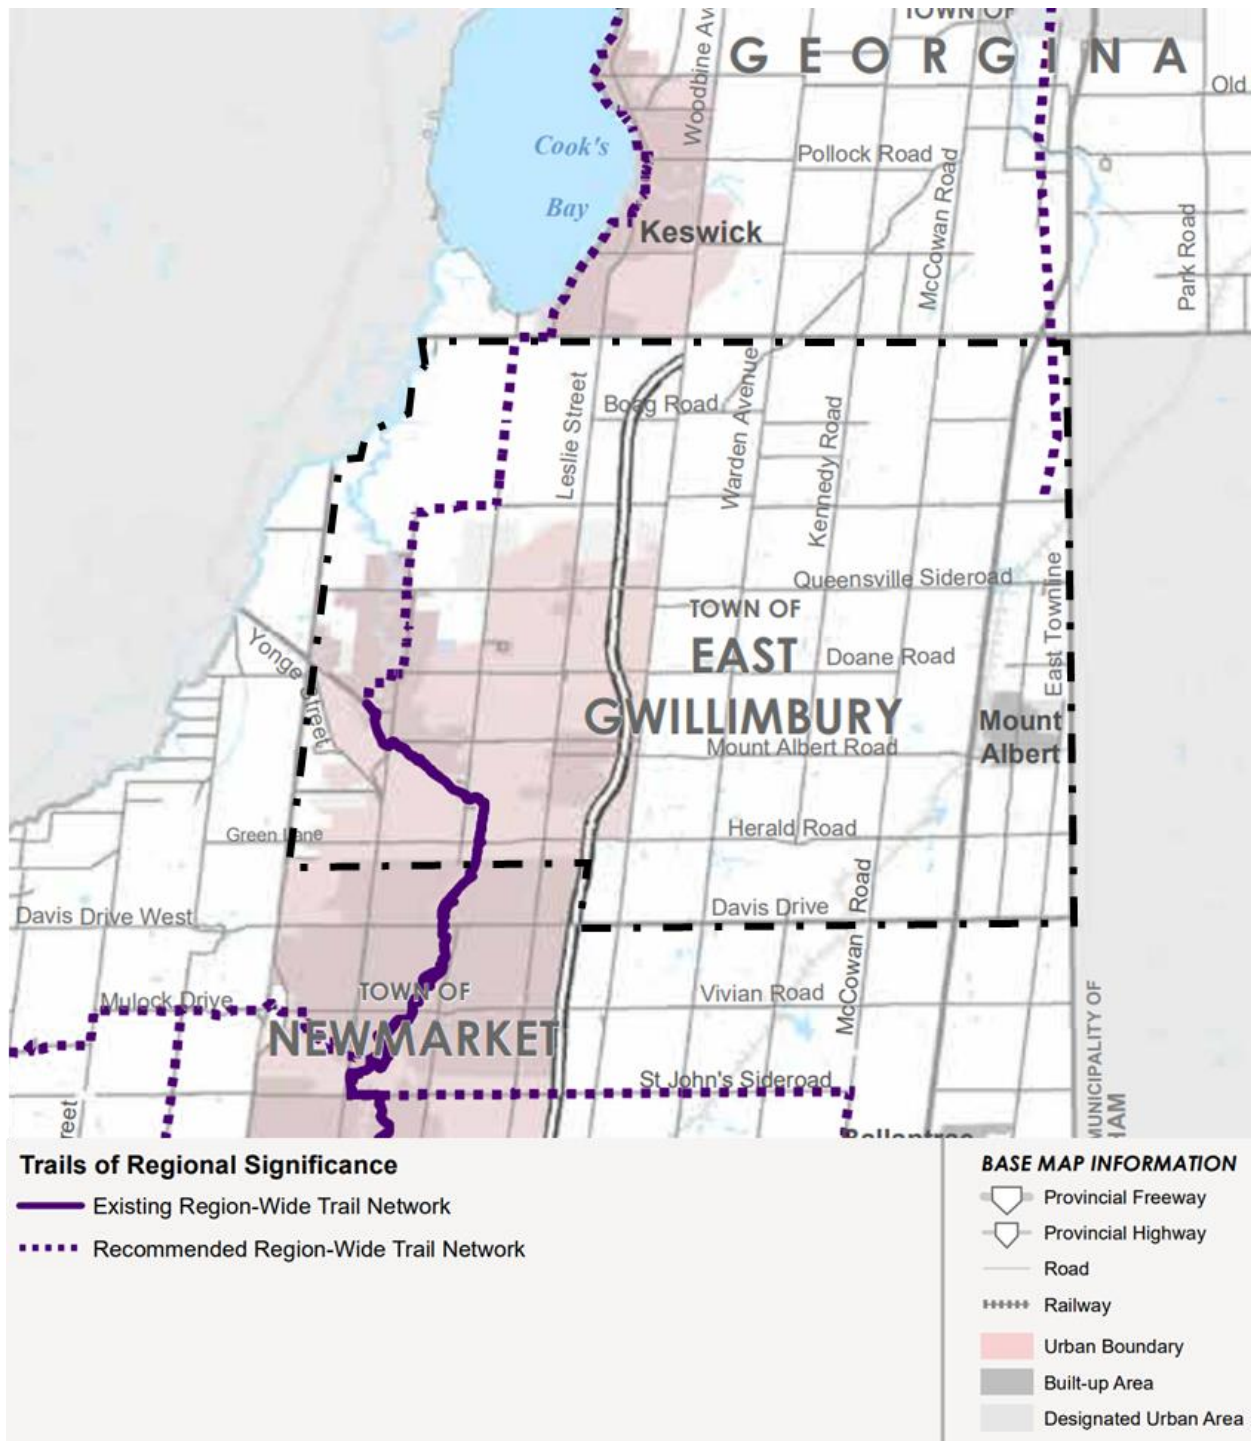 TOWN OF
GEORGINA
Woodbine Av
Old
Cook's
Bay
Pollock Road
McCowan Road
Park Road
Keswick
Leslie Street
Boag Road
Warden Avenue
Kennedy Road
Queensville Sideroad
East Townline
TOWN OF
EAST
GWILLIMBURY
Doane Road
Yonge Street
Mount
Albert
Mount Albert Road
Green Lane
Herald Road
Davis Drive West
Davis Drive
McCowan Road
Mulock Drive
TOWN OF
NEWMARKET
Vivian Road
St John's Sideroad
reet
MUNICIPALITY OF
HAM
Trails of Regional Significance
Existing Region-Wide Trail Network
Recommended Region-Wide Trail Network
BASE MAP INFORMATION
Provincial Freeway
Provincial Highway
Road
Railway
Urban Boundary
Built-up Area
Designated Urban Area